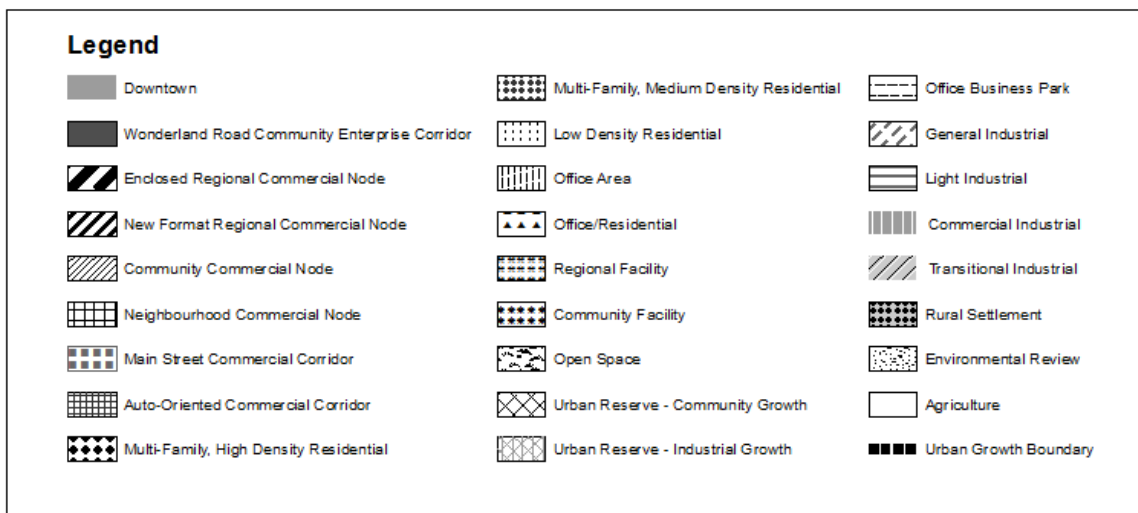 Legend
Downtown
Wonderland Road Community Enterprise Corridor
Enclosed Regional Commercial Node
New Format Regional Commercial Node
Community Commercial Node
Neighbourhood Commercial Node
Main Street Commercial Corridor
Auto-Oriented Commercial Corridor
Multi-Family, High Density Residential
Multi-Family, Medium Density Residential
Low Density Residential
Office Area
Office/Residential
Regional Facility
Community Facility
Open Space
Urban Reserve - Community Growth
Urban Reserve - Industrial Growth
Office Business Park
General Industrial
Light Industrial
Commercial Industrial
Transitional Industrial
Rural Settlement
Environmental Review
Agriculture
Urban Growth Boundary